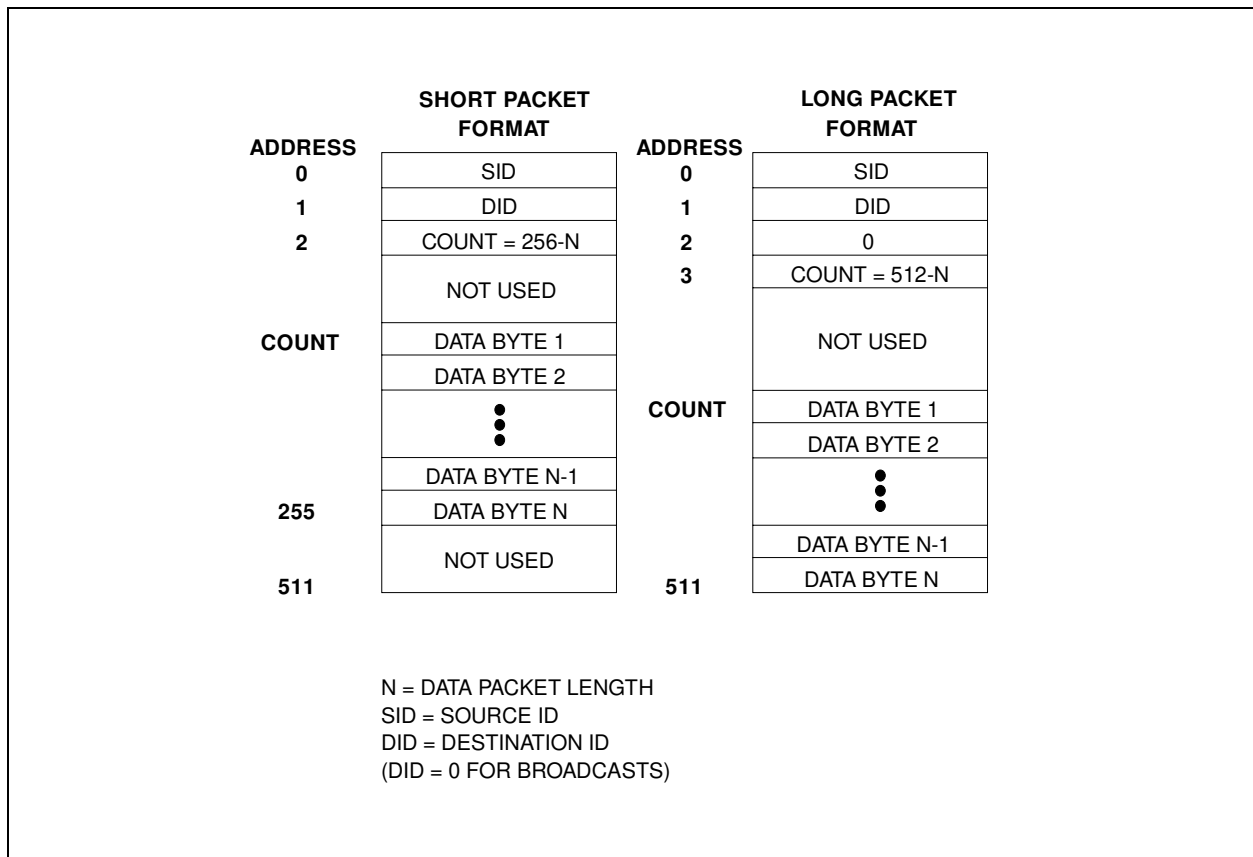 SHORT PACKET
FORMAT
ADDRESS
0
SID
1
DID
2
COUNT = 256-N
NOT USED
COUNT
DATA BYTE 1
DATA BYTE 2
DATA BYTE N-1
255
DATA BYTE N
NOT USED
511
LONG PACKET
FORMAT
ADDRESS
0
SID
1
DID
2
0
3
COUNT = 512-N
NOT USED
COUNT
DATA BYTE 1
DATA BYTE 2
DATA BYTE N-1
511
DATA BYTE N
N = DATA PACKET LENGTH
SID = SOURCE ID
DID = DESTINATION ID
(DID = 0 FOR BROADCASTS)